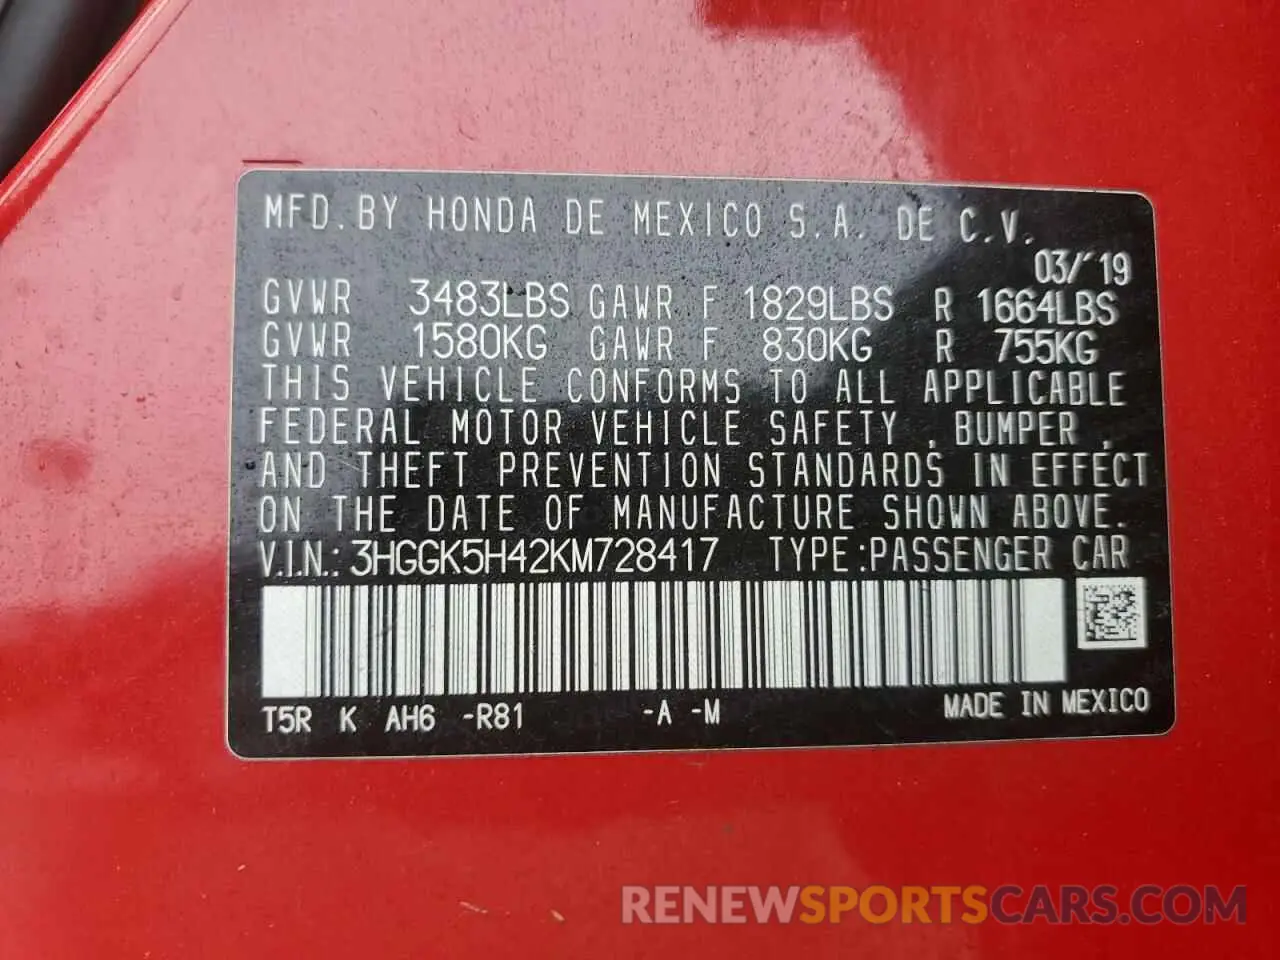 MFD. BY HONDA DE MEXICO S.A. DE C.V.
03/´19
GVWR 3483LBS GAWR F 1829LBS R 1664LBS
GVWR 1580KG GAWR F 830KG R 755KG
THIS VEHICLE CONFORMS TO ALL APPLICABLE
FEDERAL MOTOR VEHICLE SAFETY , BUMPER ,
AND THEFT PREVENTION STANDARDS IN EFFECT
ON THE DATE OF MANUFACTURE SHOWN ABOVE.
V.I.N.: 3HGGK5H42KM728417 TYPE:PASSENGER CAR
T5R K AH6 -R81 -A -M MADE IN MEXICO
RENEWSPORTSCARS.COM